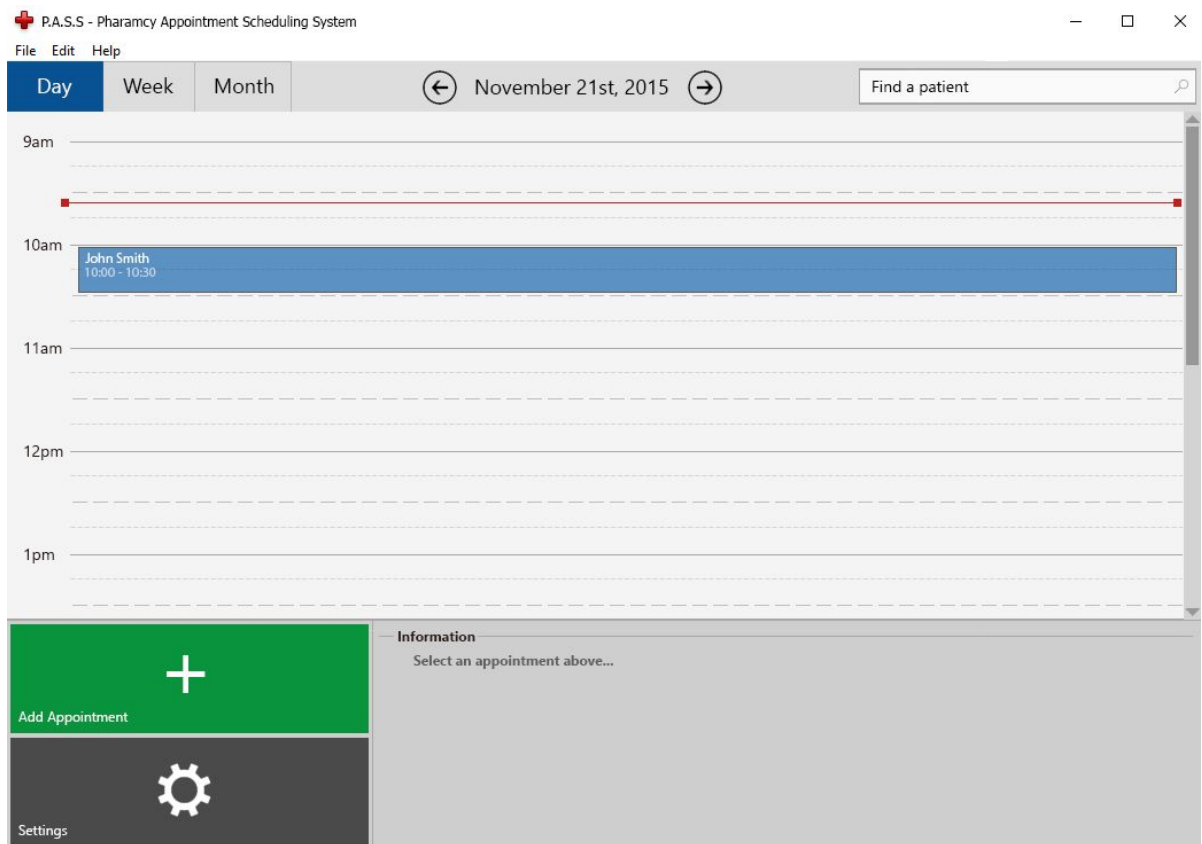 P.A.S.S - Pharamcy Appointment Scheduling System
File Edit Help
Day Week Month November 21st, 2015 Find a patient
9am
10am
John Smith
10:00 - 10:30
11am
12pm
1pm
Information
Select an appointment above...
Add Appointment
Settings